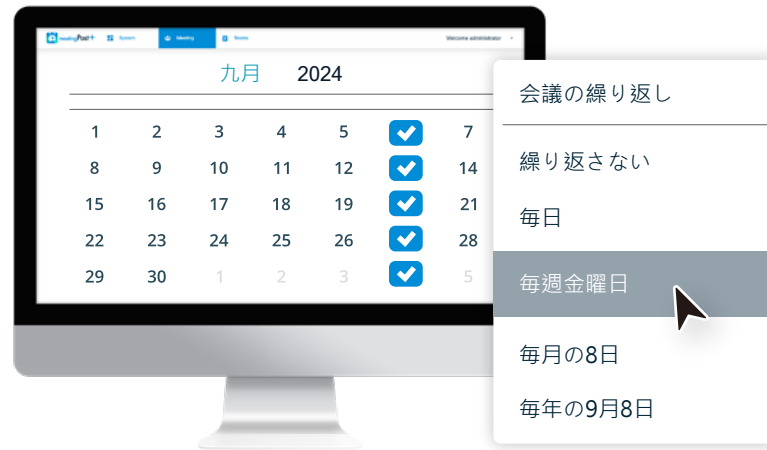 meetingPost+ System Meeting Rooms Welcome administrator
九月 2024
1 2 3 4 5 7
8 9 10 11 12 14
15 16 17 18 19 21
22 23 24 25 26 28
29 30 1 2 3 5
会議の繰り返し
繰り返さない
毎日
毎週金曜日
毎月の8日
毎年の9月8日